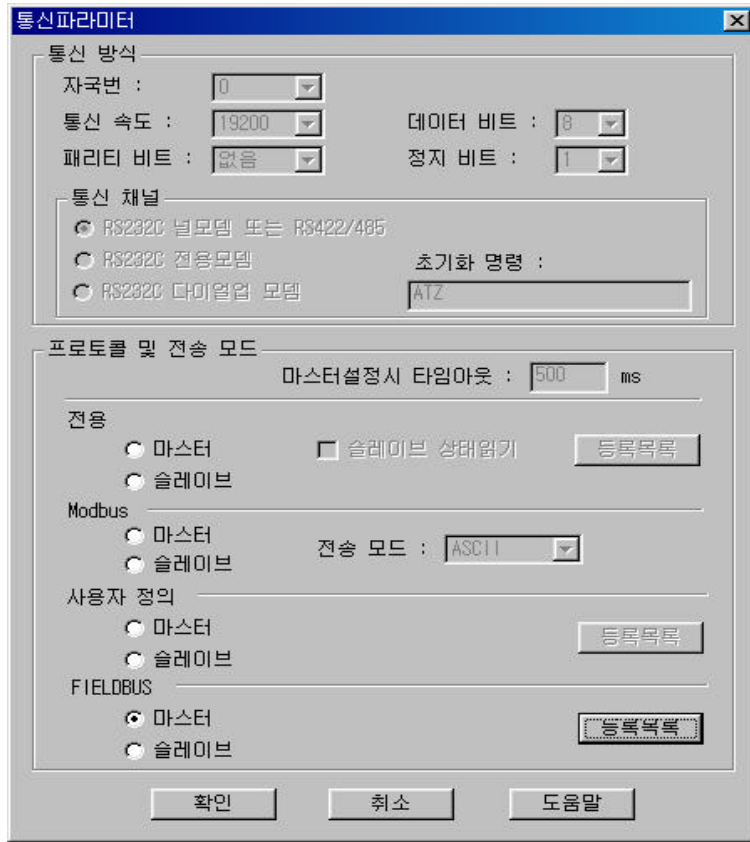 통신파라미터
통신 방식
자국번 : 0
통신 속도 : 19200 데이터 비트 : 8
패리티 비트 : 없음 정지 비트 : 1
통신 채널
RS232C 널모뎀 또는 RS422/485
RS232C 전용모뎀 초기화 명령 :
RS232C 다이얼업 모뎀 ATZ
프로토콜 및 전송 모드
마스터설정시 타임아웃 : 500 ms
전용
마스터 슬레이브 상태읽기 등록목록
슬레이브
Modbus
마스터 전송 모드 : ASCII
슬레이브
사용자 정의
마스터 등록목록
슬레이브
FIELDBUS
마스터 등록목록
슬레이브
확인 취소 도움말